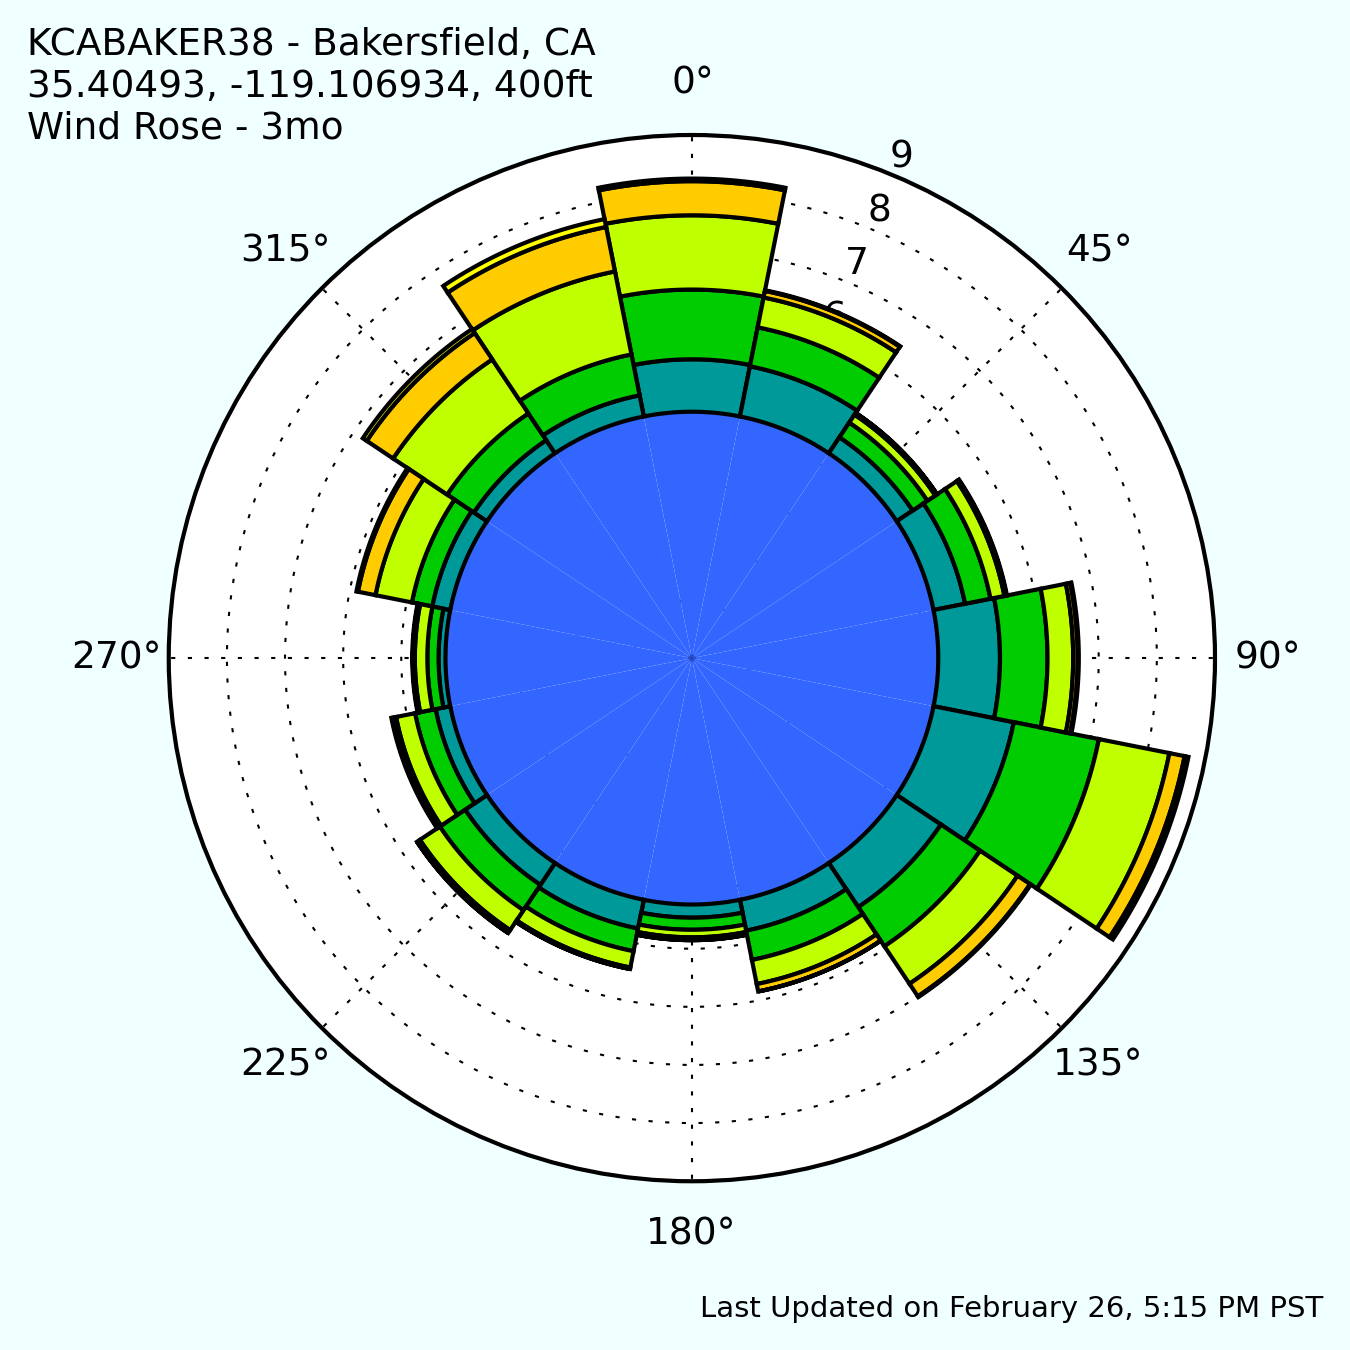 KCABAKER38 - Bakersfield, CA
35.40493, -119.106934, 400ft
Wind Rose - 3mo
0°
9
8
7
315°
45°
270°
90°
225°
135°
180°
Last Updated on February 26, 5:15 PM PST